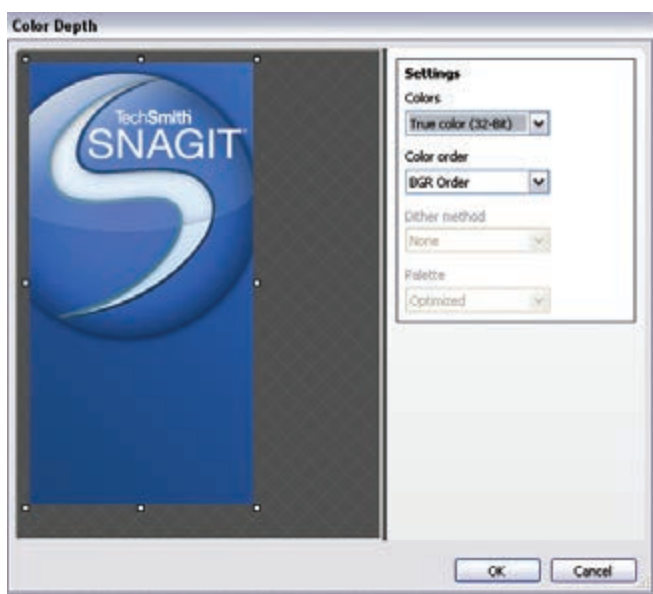 Color Depth
TechSmith
SNAGIT
Settings
Colors
True color (32-Bit)
Color order
BGR Order
Dither method
None
Palette
Optimized
OK
Cancel